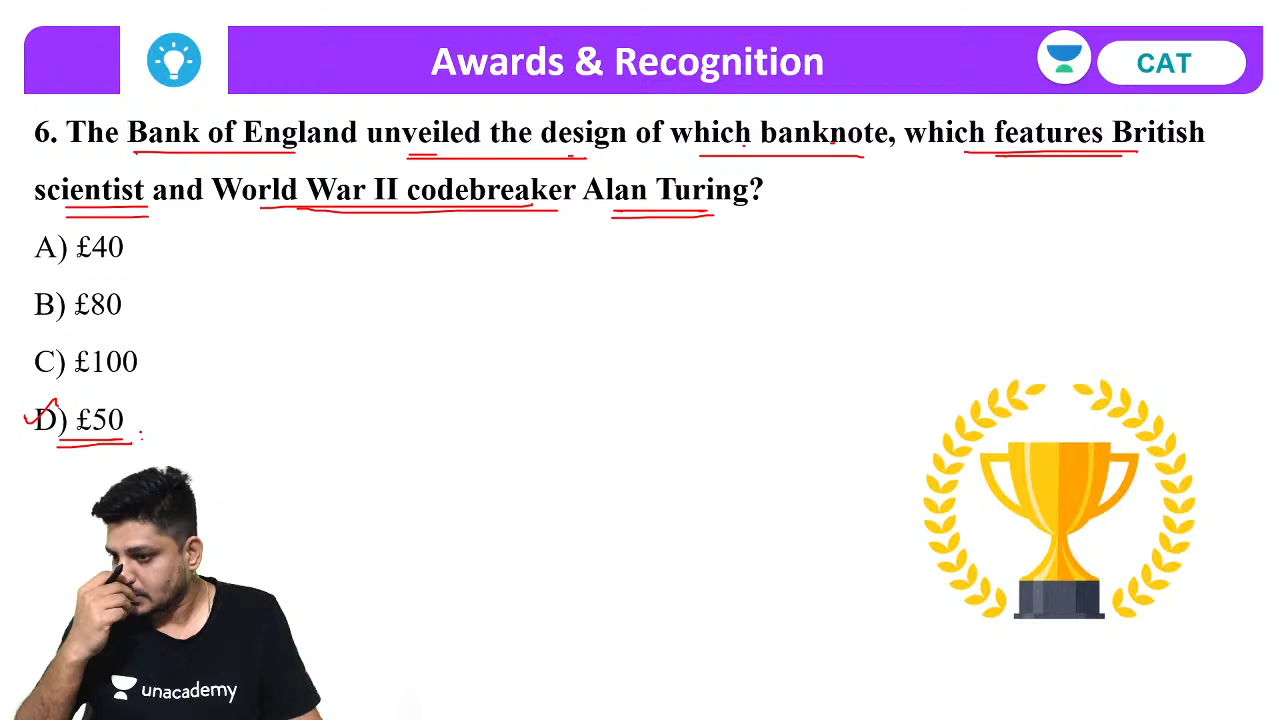 Awards & Recognition
CAT
6. The Bank of England unveiled the design of which banknote, which features British
scientist and World War II codebreaker Alan Turing?
A) £40
B) £80
C) £100
D) £50
unacademy